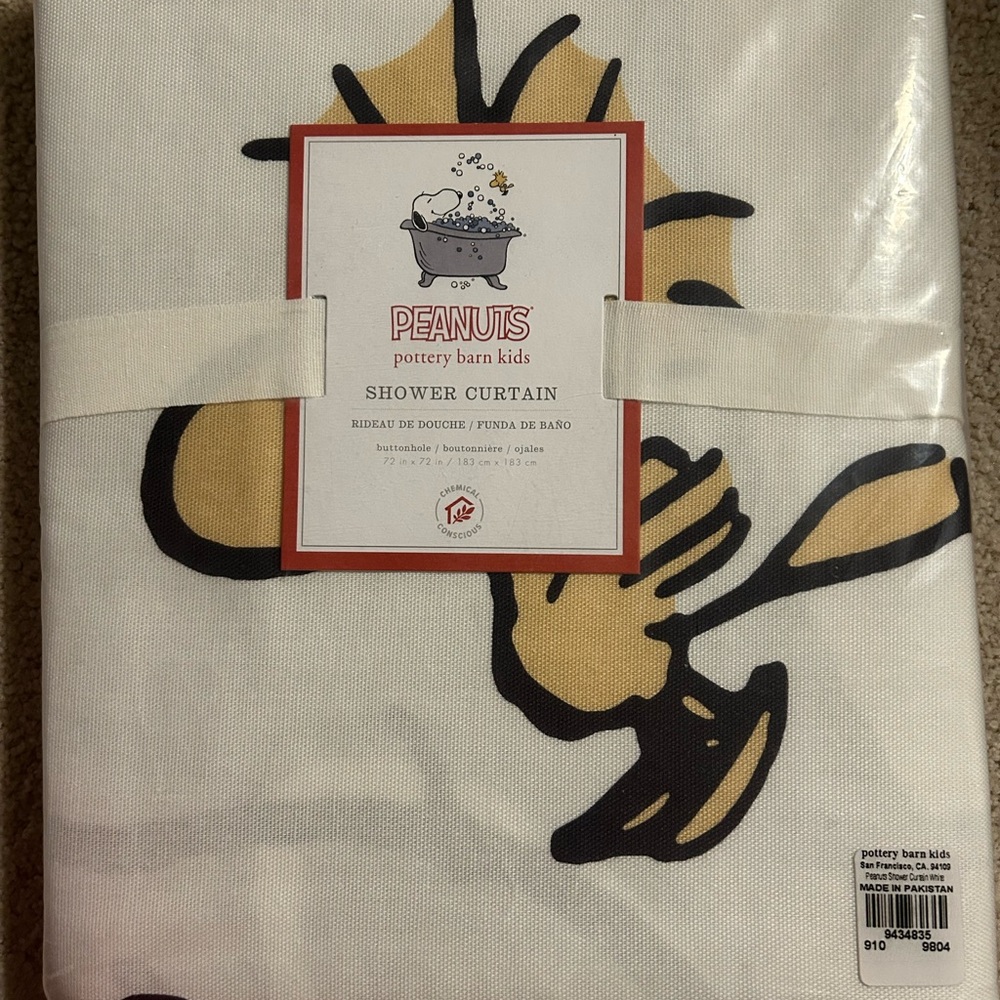 PEANUTS
pottery barn kids
SHOWER CURTAIN
RIDEAU DE DOUCHE / FUNDA DE BAÑO
buttonhole / boutonnière / ojales
72 in x 72 in / 183 cm x 183 cm
CHEMICAL
CONSCIOUS
pottery barn kids
San Francisco, CA. 94109
Peanuts Shower Curtain White
MADE IN PAKISTAN
9434835
910 9804